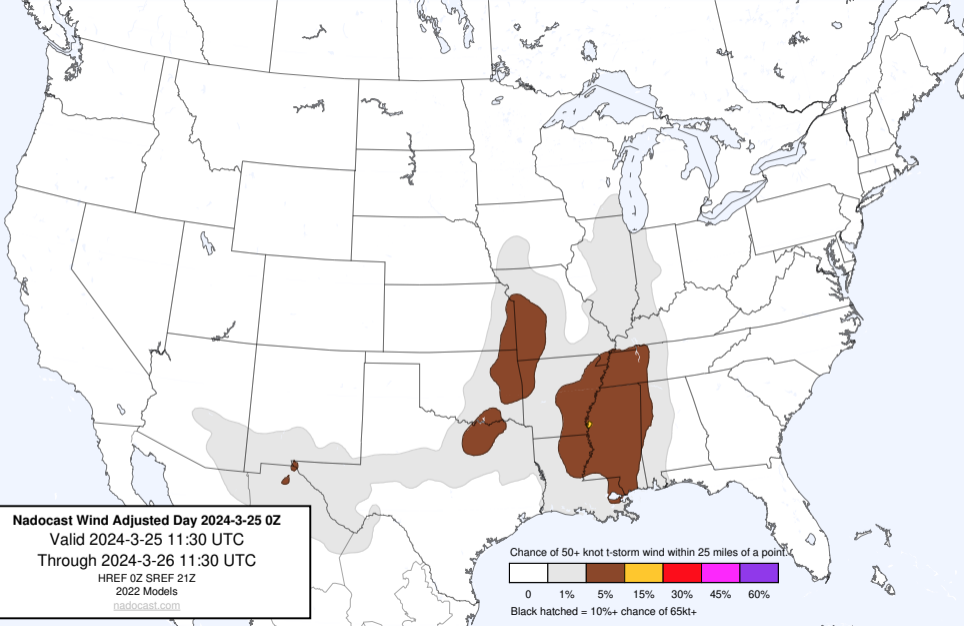 Nadocast Wind Adjusted Day 2024-3-25 0Z
Valid 2024-3-25 11:30 UTC
Through 2024-3-26 11:30 UTC
HREF 0Z SREF 21Z
2022 Models
nadocast.com
Chance of 50+ knot t-storm wind within 25 miles of a point.
0 1% 5% 15% 30% 45% 60%
Black hatched = 10%+ chance of 65kt+